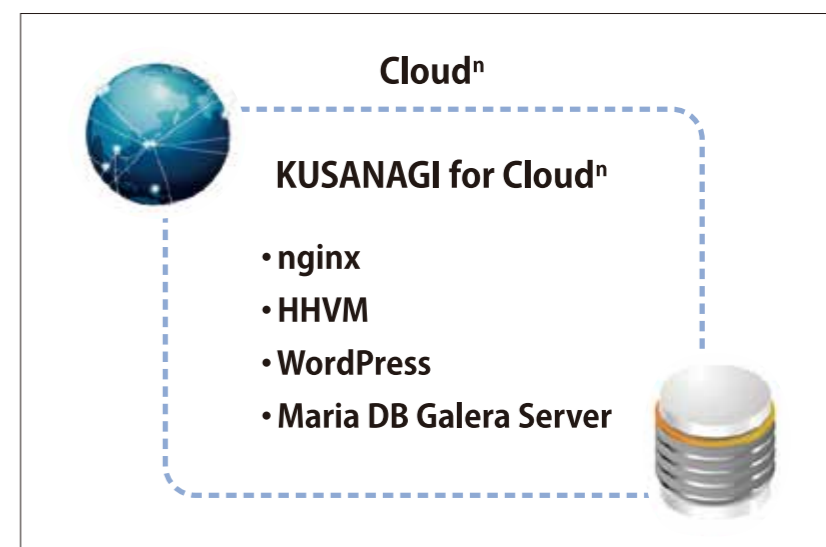 Cloudⁿ
KUSANAGI for Cloudⁿ
・nginx
・HHVM
・WordPress
・Maria DB Galera Server